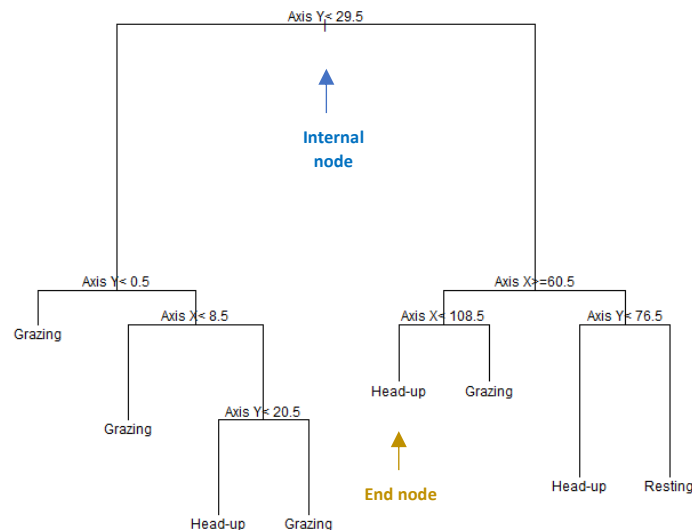 Axis Y< 29.5
Internal
node
Axis Y< 0.5
Axis X>=60.5
Grazing
Axis X< 8.5
Axis X< 108.5
Axis Y< 76.5
Head-up
Grazing
Grazing
Axis Y< 20.5
End node
Head-up
Resting
Head-up
Grazing